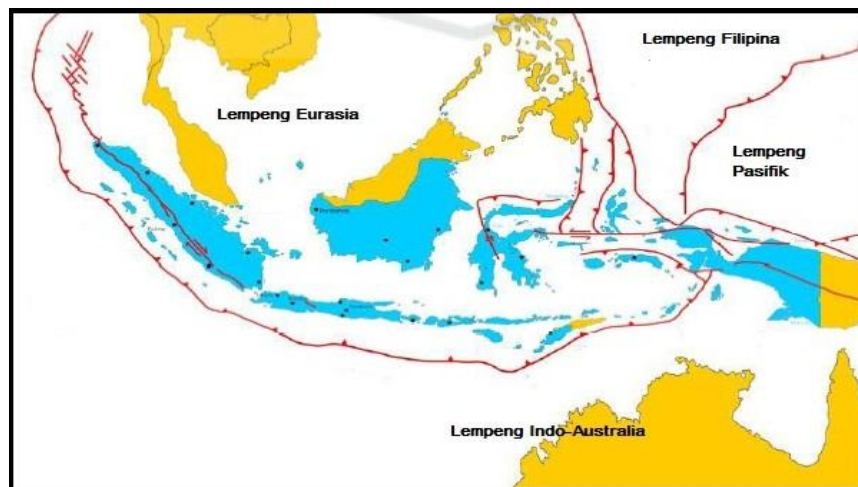 Lempeng Filipina
Lempeng Eurasia
Lempeng
Pasifik
Lempeng Indo-Australia